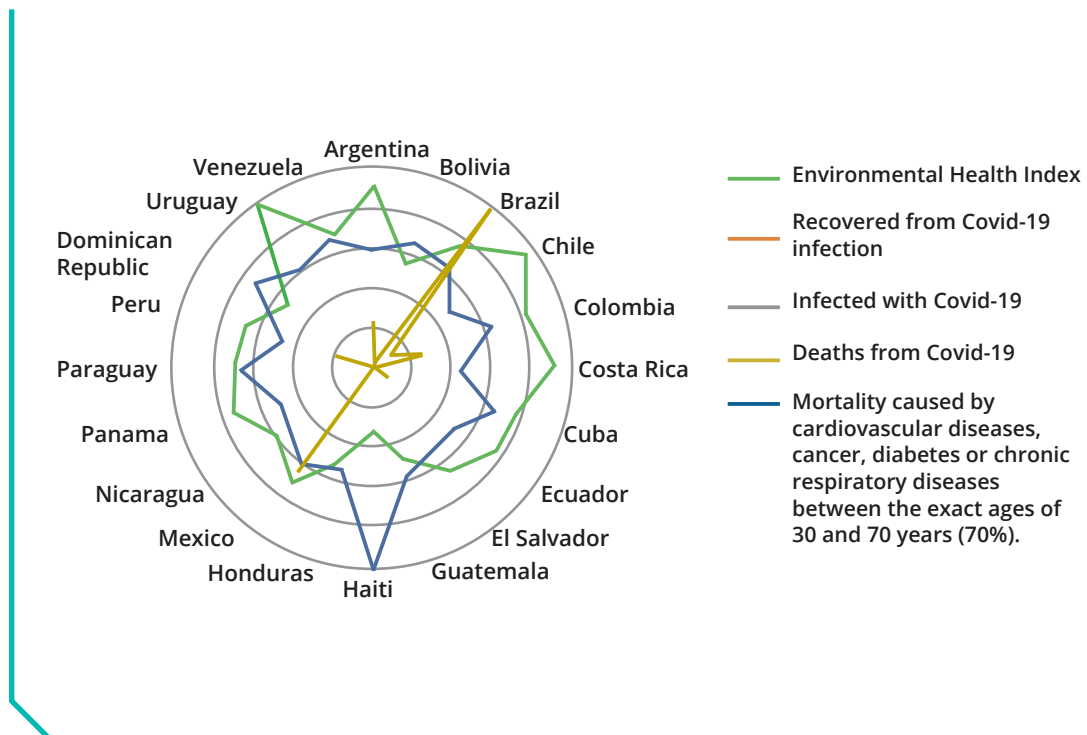 Argentina
Bolivia
Brazil
Chile
Colombia
Costa Rica
Cuba
Ecuador
El Salvador
Guatemala
Haiti
Honduras
Mexico
Nicaragua
Panama
Paraguay
Peru
Dominican
Republic
Uruguay
Venezuela
Environmental Health Index
Recovered from Covid-19
infection
Infected with Covid-19
Deaths from Covid-19
Mortality caused by
cardiovascular diseases,
cancer, diabetes or chronic
respiratory diseases
between the exact ages of
30 and 70 years (70%).